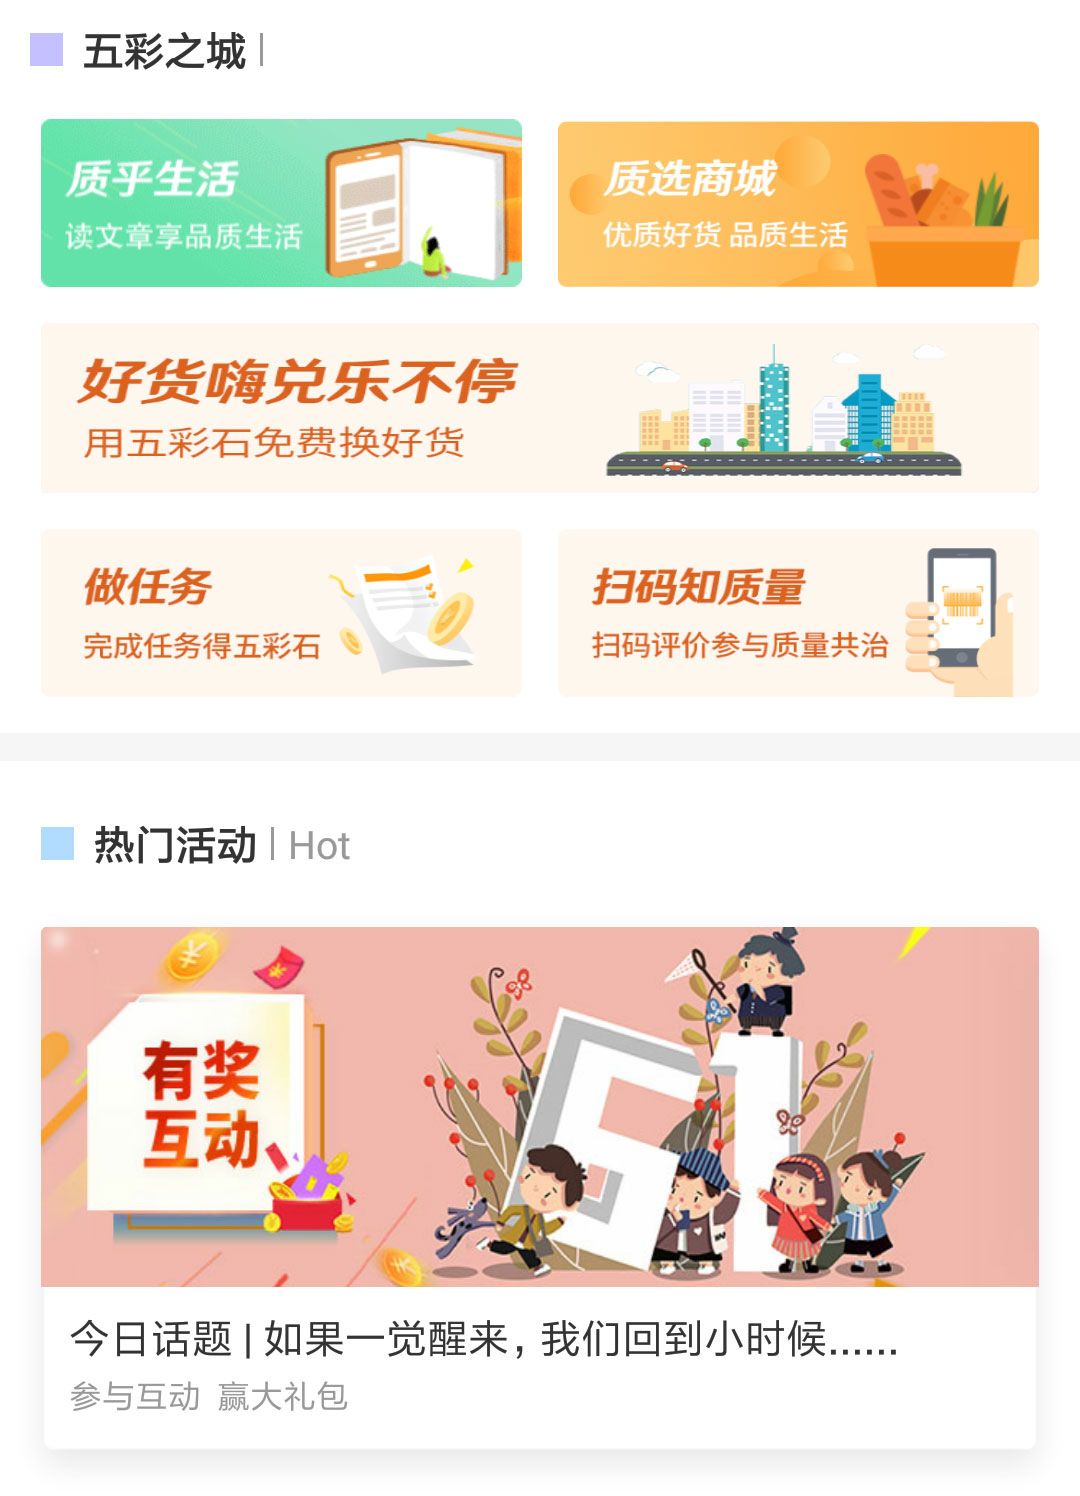 五彩之城 |
质乎生活
读文章享品质生活
质选商城
优质好货 品质生活
好货嗨兑乐不停
用五彩石免费换好货
做任务
完成任务得五彩石
扫码知质量
扫码评价参与质量共治
热门活动 | Hot
有奖
互动
51
今日话题 | 如果一觉醒来，我们回到小时候......
参与互动 赢大礼包